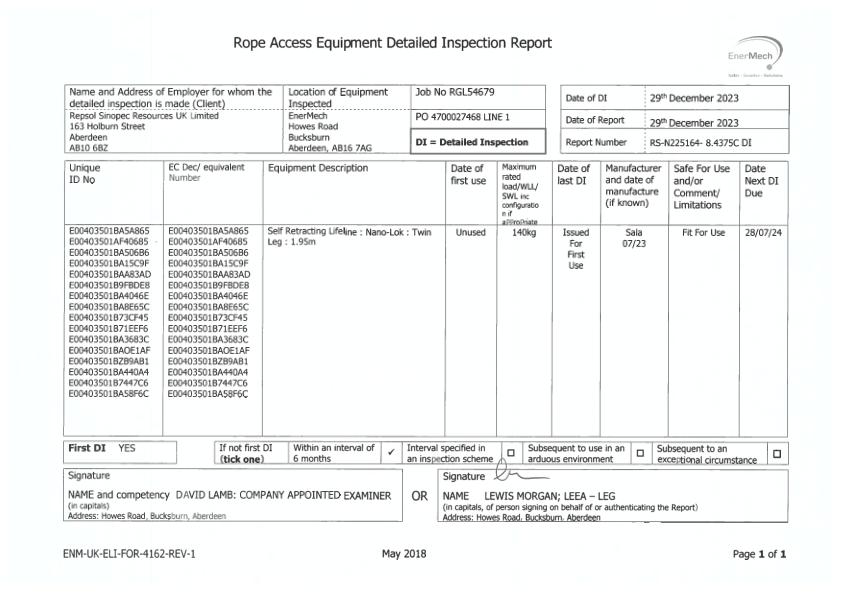 Rope Access Equipment Detailed Inspection Report
EnerMech
Name and Address of Employer for whom the
detailed inspection is made (Client)
Repsol Sinopec Resources UK Limited
163 Holburn Street
Aberdeen
AB10 6BZ
Location of Equipment
Inspected
EnerMech
Howes Road
Bucksburn
Aberdeen, AB16 7AG
Job No RGL54679
PO 4700027468 LINE 1
DI = Detailed Inspection
Date of DI 29th December 2023
Date of Report 29th December 2023
Report Number RS-N225164- 8.4375C DI
Unique
ID No
EC Dec/ equivalent
Number
Equipment Description
Date of
first use
Maximum
rated
load/WLL/
SWL inc
configuratio
n if
appropriate
Date of
last DI
Manufacturer
and date of
manufacture
(if known)
Safe For Use
and/or
Comment/
Limitations
Date
Next DI
Due
E00403501BA5A865 E00403501BA5A865
E00403501AF40685 E00403501AF40685
E00403501BA506B6 E00403501BA506B6
E00403501BA15C9F E00403501BA15C9F
E00403501BAA83AD E00403501BAA83AD
E00403501B9FBDE8 E00403501B9FBDE8
E00403501BA4046E E00403501BA4046E
E00403501BA8E65C E00403501BA8E65C
E00403501B73CF45 E00403501B73CF45
E00403501B71EEF6 E00403501B71EEF6
E00403501BA3683C E00403501BA3683C
E00403501BAOE1AF E00403501BAOE1AF
E00403501BZB9AB1 E00403501BZB9AB1
E00403501BA440A4 E00403501BA440A4
E00403501B7447C6 E00403501B7447C6
E00403501BA58F6C E00403501BA58F6C
Self Retracting Lifeline : Nano-Lok : Twin
Leg : 1.95m
Unused
140kg
Issued
For
First
Use
Sala
07/23
Fit For Use
28/07/24
First DI YES
If not first DI
(tick one)
Within an interval of
6 months ✓
Interval specified in
an inspection scheme ☐
Subsequent to use in an
arduous environment ☐
Subsequent to an
exceptional circumstance ☐
Signature
NAME and competency DAVID LAMB: COMPANY APPOINTED EXAMINER
(in capitals)
Address: Howes Road, Bucksburn, Aberdeen
OR
Signature
NAME LEWIS MORGAN; LEEA – LEG
(in capitals, of person signing on behalf of or authenticating the Report)
Address: Howes Road, Bucksburn, Aberdeen
ENM-UK-ELI-FOR-4162-REV-1
May 2018
Page 1 of 1